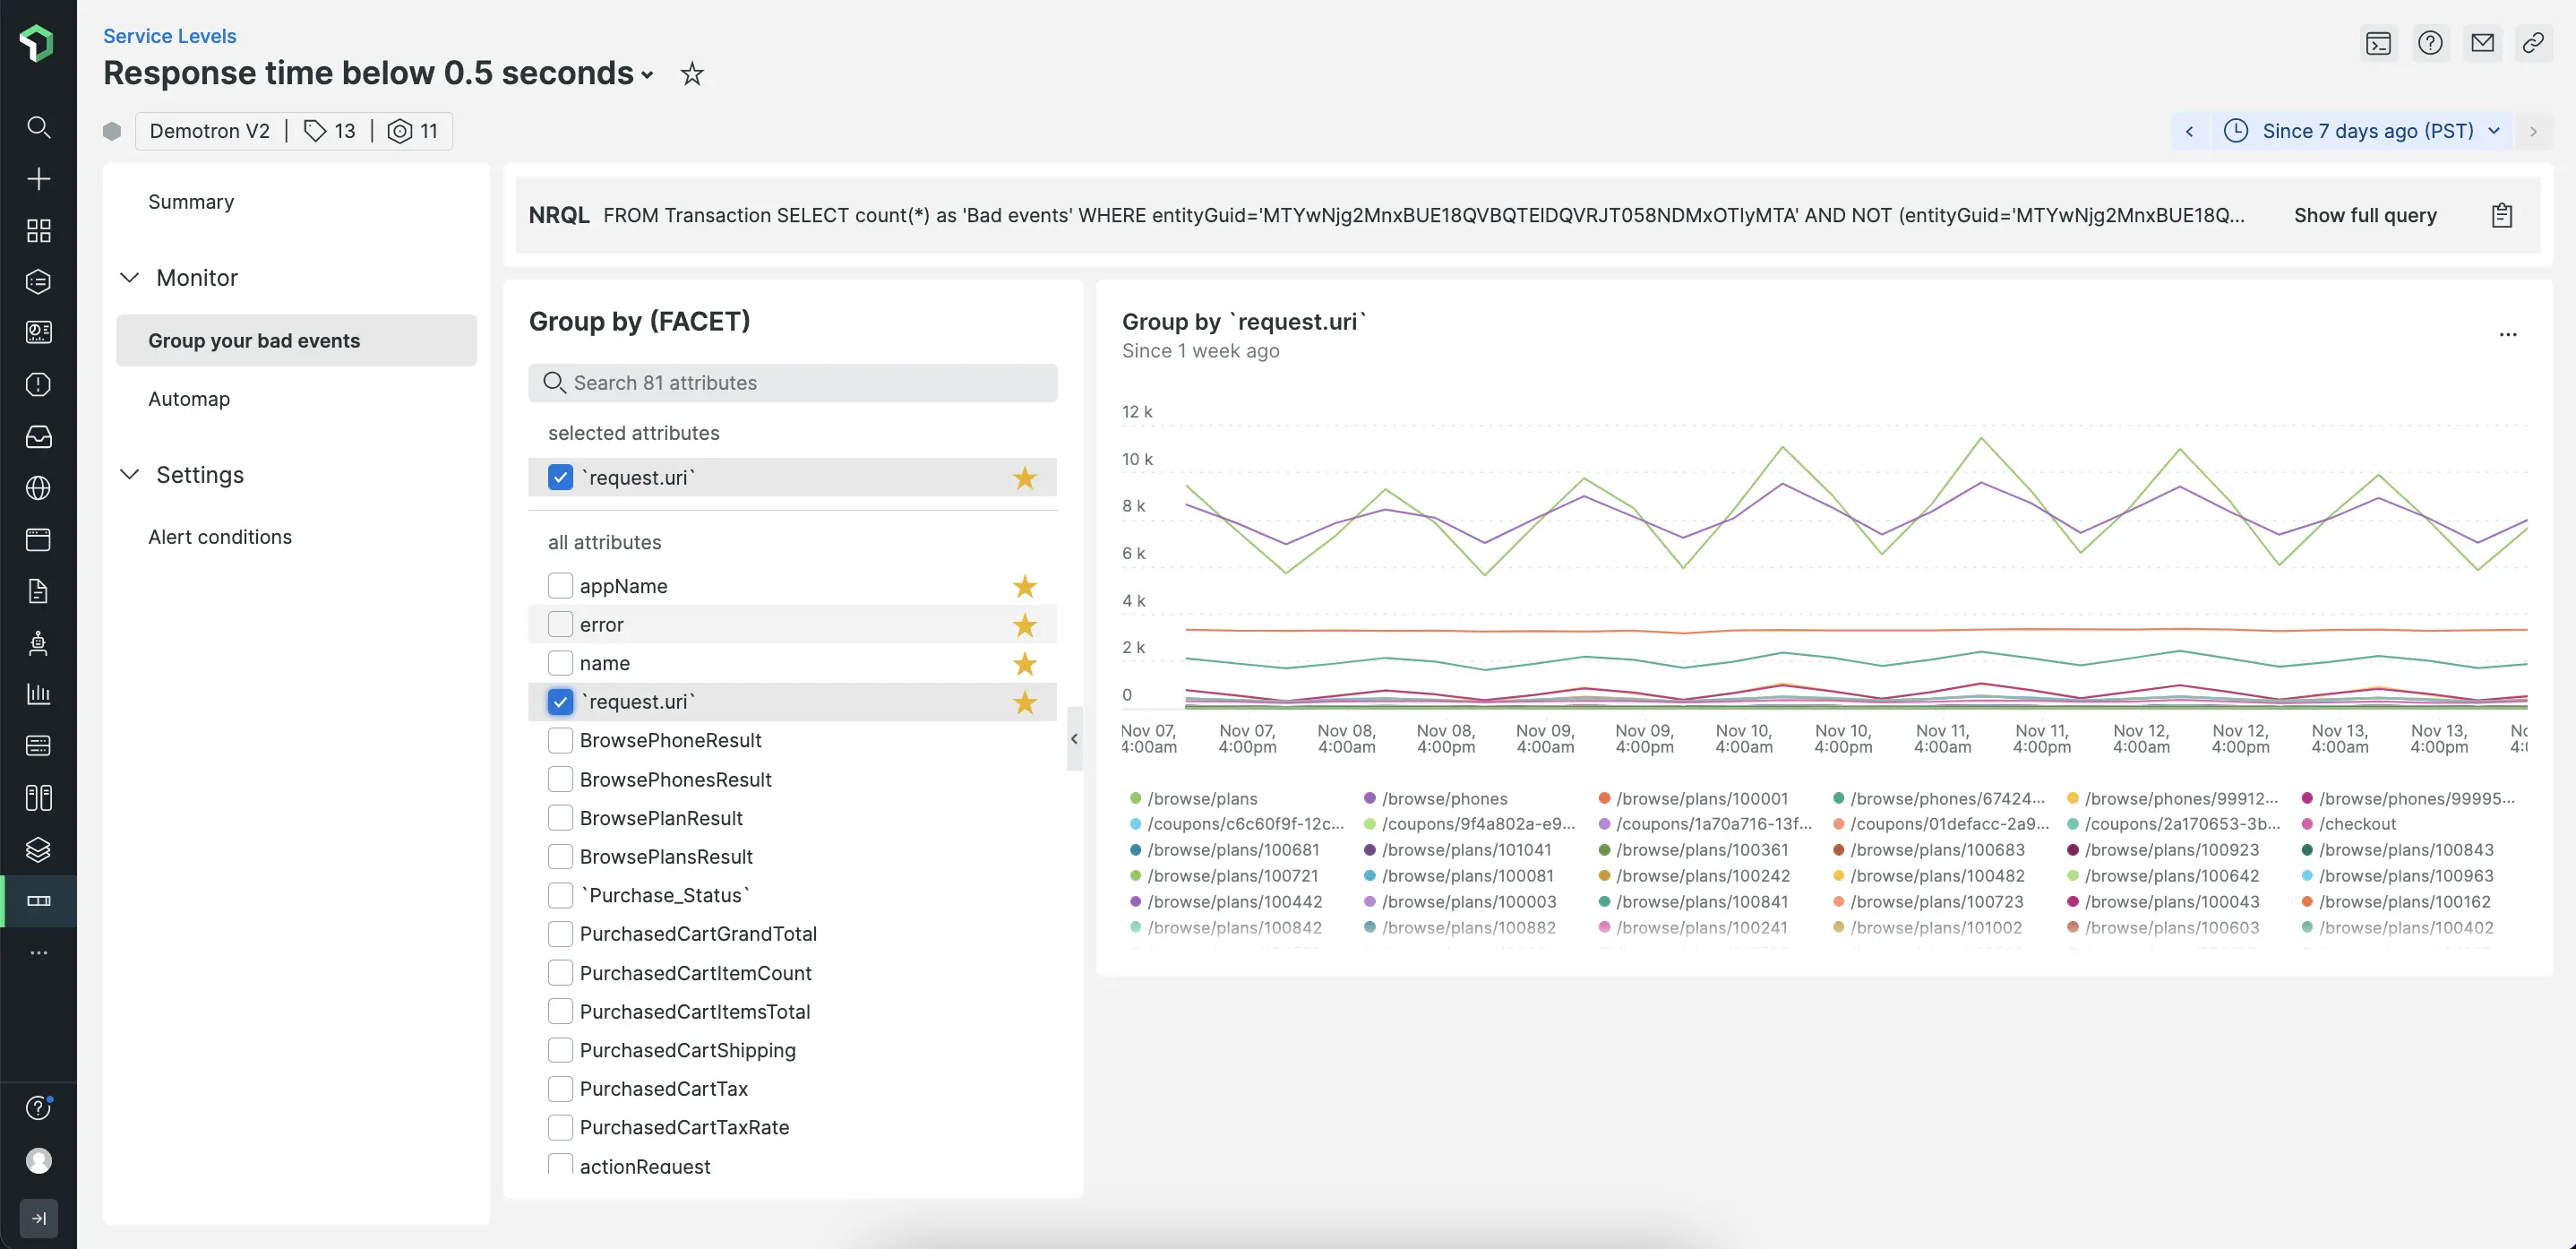 Service Levels
Response time below 0.5 seconds
Demotron V2 | 13 | 11
Since 7 days ago (PST)
Summary
Monitor
Group your bad events
Automap
Settings
Alert conditions
NRQL FROM Transaction SELECT count(*) as 'Bad events' WHERE entityGuid='MTYwNjg2MnxBUE18QVBQTElDQVRJT058NDMxOTIyMTA' AND NOT (entityGuid='MTYwNjg2MnxBUE18Q...
Show full query
Group by (FACET)
Search 81 attributes
selected attributes
`request.uri`
all attributes
appName
error
name
`request.uri`
BrowsePhoneResult
BrowsePhonesResult
BrowsePlanResult
BrowsePlansResult
`Purchase_Status`
PurchasedCartGrandTotal
PurchasedCartItemCount
PurchasedCartItemsTotal
PurchasedCartShipping
PurchasedCartTax
PurchasedCartTaxRate
actionRequest
Group by `request.uri`
Since 1 week ago
12 k
10 k
8 k
6 k
4 k
2 k
0
Nov 07, Nov 07, Nov 08, Nov 08, Nov 09, Nov 09, Nov 10, Nov 10, Nov 11, Nov 11, Nov 12, Nov 12, Nov 13, Nov 13,
4:00am 4:00pm 4:00am 4:00pm 4:00am 4:00pm 4:00am 4:00pm 4:00am 4:00pm 4:00am 4:00pm 4:00am 4:00pm
/browse/plans /browse/phones /browse/plans/100001 /browse/phones/67424... /browse/phones/99912... /browse/phones/99995...
/coupons/c6c60f9f-12c... /coupons/9f4a802a-e9... /coupons/1a70a716-13f... /coupons/01defacc-2a9... /coupons/2a170653-3b... /checkout
/browse/plans/100681 /browse/plans/101041 /browse/plans/100361 /browse/plans/100683 /browse/plans/100923 /browse/plans/100843
/browse/plans/100721 /browse/plans/100081 /browse/plans/100242 /browse/plans/100482 /browse/plans/100642 /browse/plans/100963
/browse/plans/100442 /browse/plans/100003 /browse/plans/100841 /browse/plans/100723 /browse/plans/100043 /browse/plans/100162
/browse/plans/100842 /browse/plans/100882 /browse/plans/100241 /browse/plans/101002 /browse/plans/100603 /browse/plans/100402